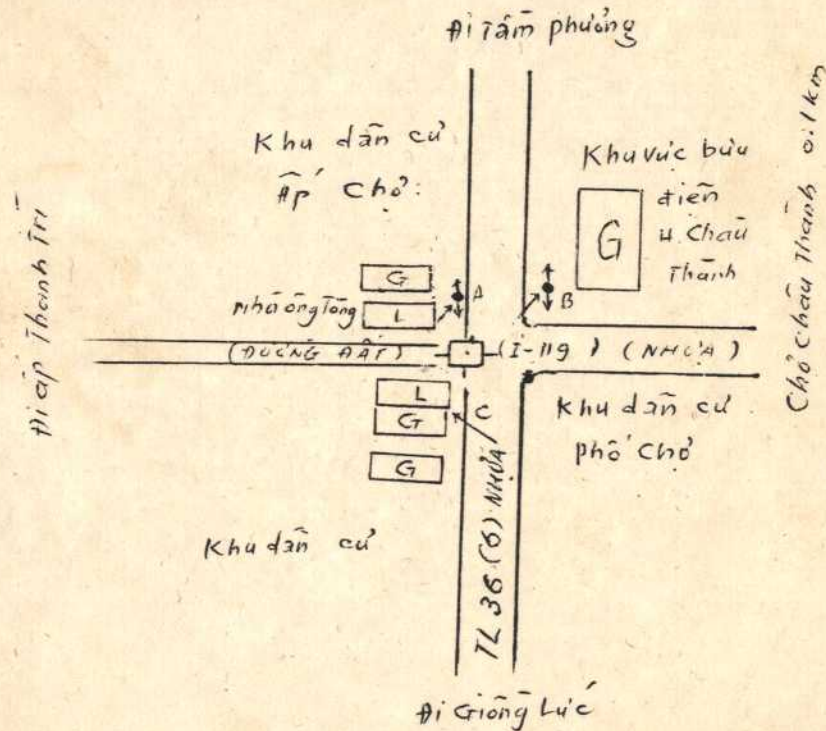 Đi Tầm phưởng
Khu dân cư
Ấp Chợ:
Khu vực bưu
điện
H. Châu
Thành
G
Chợ Châu Thành 0.1 km
Đi ấp Thanh Trì
G
L
nhà ông Tòng
A
B
(ĐƯỜNG ĐẤT)
(I-119) (NHỰA)
L
G
G
C
Khu dân cư
phố Chợ
Khu dân cư
TL 36 (6) NHỰA
Đi Giồng Lức